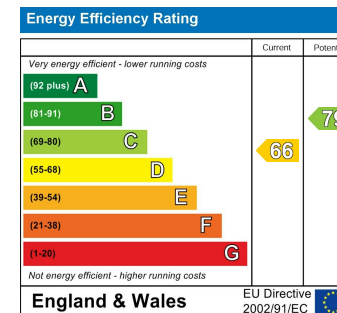 Energy Efficiency Rating
Current
Very energy efficient - lower running costs
(92 plus) A
(81-91) B
(69-80) C
(55-68) D
(39-54) E
(21-38) F
(1-20) G
66
Not energy efficient - higher running costs
England & Wales
EU Directive
2002/91/EC